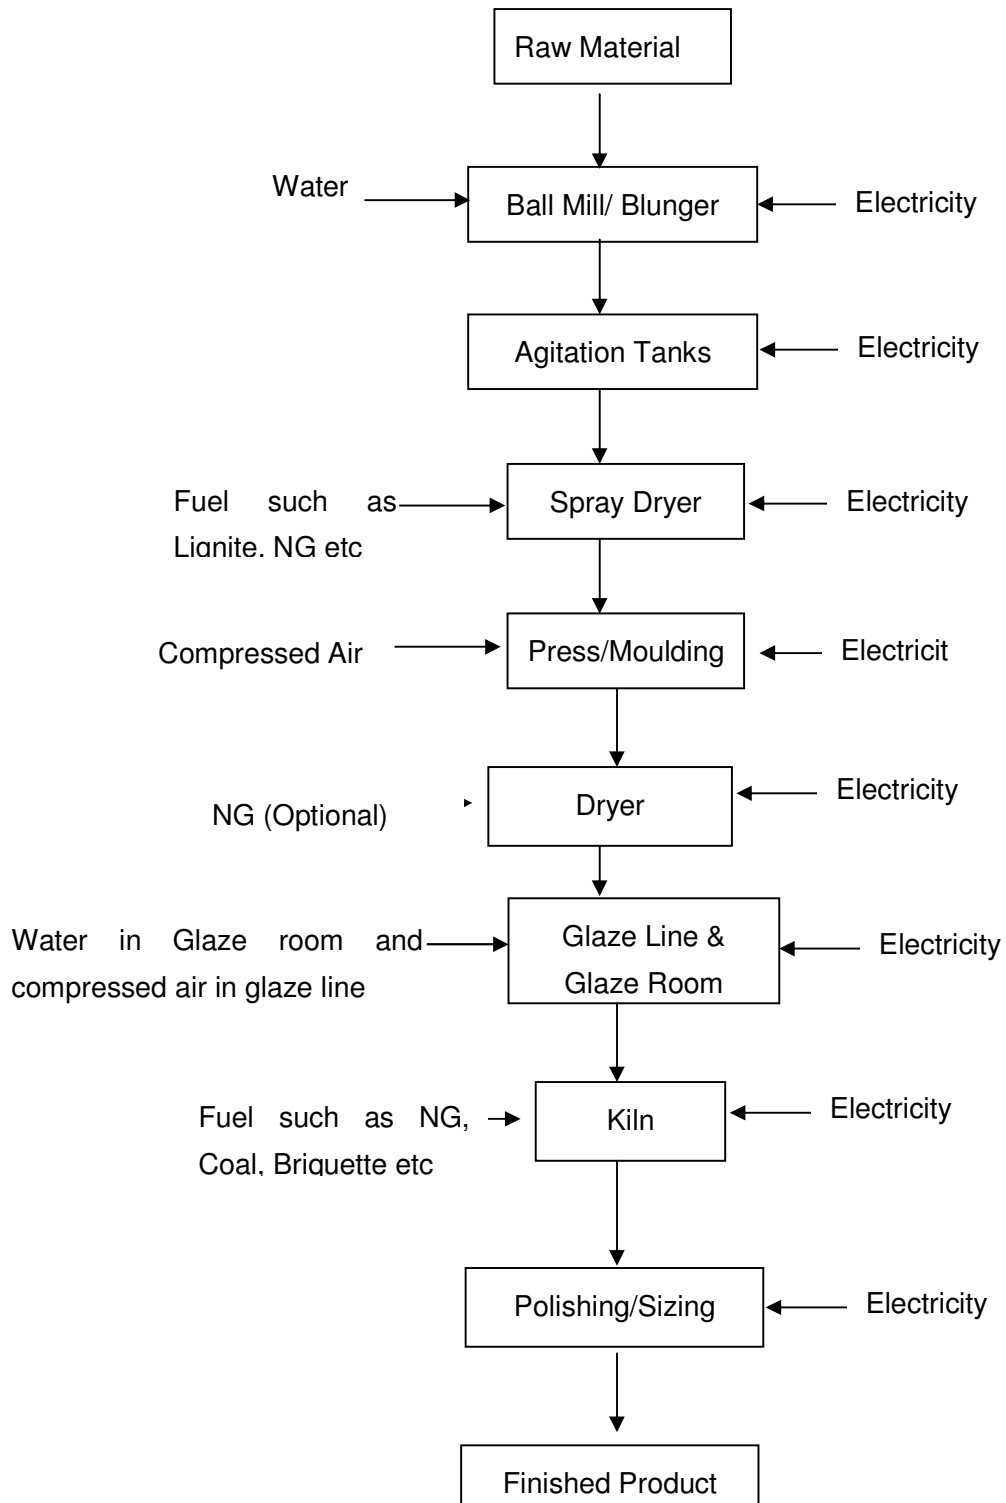 Raw Material
Water
Ball Mill/ Blunger
Electricity
Agitation Tanks
Electricity
Fuel such as
Lignite, NG etc
Spray Dryer
Electricity
Compressed Air
Press/Moulding
Electricit
NG (Optional)
Dryer
Electricity
Water in Glaze room and
compressed air in glaze line
Glaze Line &
Glaze Room
Electricity
Fuel such as NG,
Coal, Briquette etc
Kiln
Electricity
Polishing/Sizing
Electricity
Finished Product